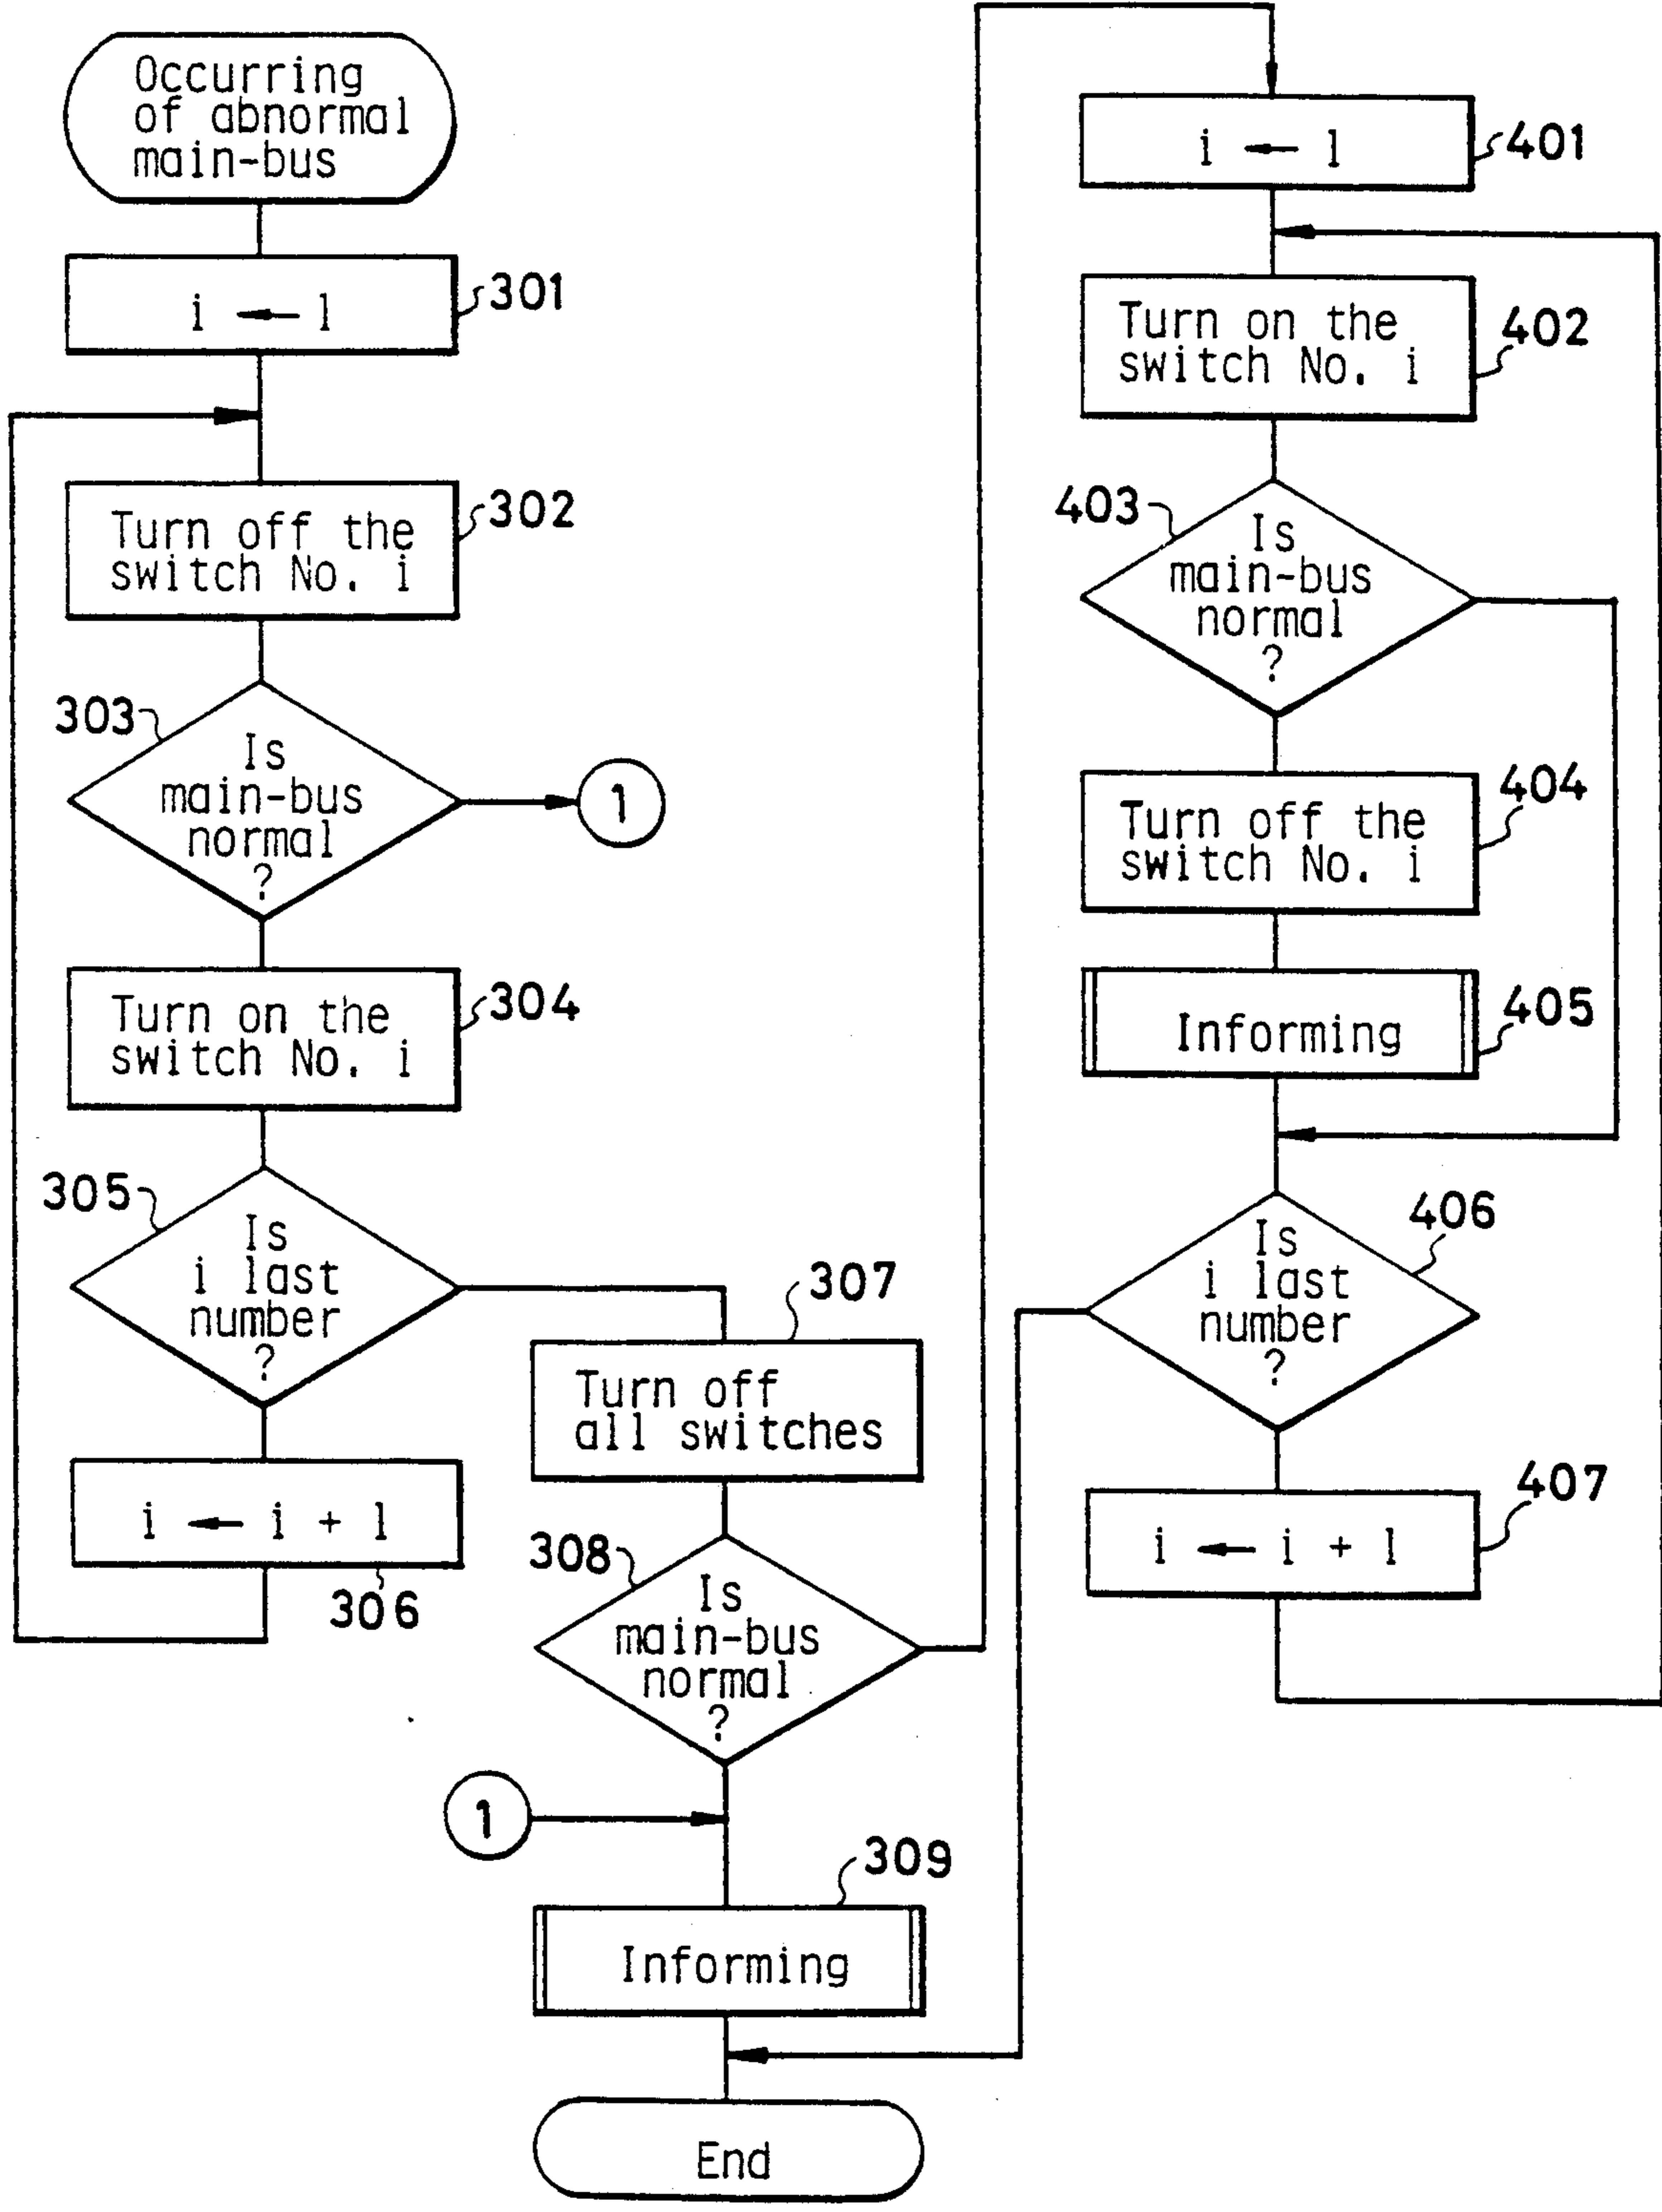 Occurring
of abnormal
main-bus
i ← 1
301
Turn off the
switch No. i
302
303
Is
main-bus
normal
?
1
Turn on the
switch No. i
304
305
Is
i last
number
?
i ← i + 1
306
307
Turn off
all switches
308
Is
main-bus
normal
?
1
309
Informing
End
i ← 1
401
Turn on the
switch No. i
402
403
Is
main-bus
normal
?
404
Turn off the
switch No. i
Informing
405
406
Is
i last
number
?
407
i ← i + 1